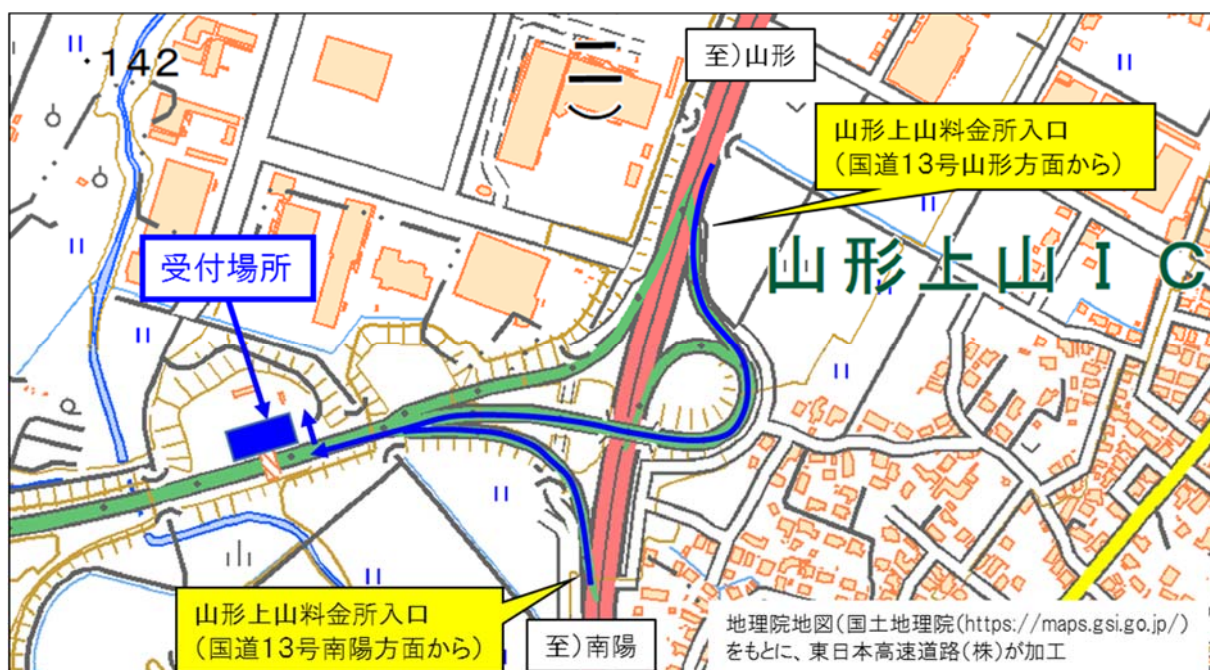 142
二)
至)山形
山形上山料金所入口
(国道13号山形方面から)
山形上山ＩＣ
受付場所
山形上山料金所入口
(国道13号南陽方面から)
至)南陽
地理院地図(国土地理院(https://maps.gsi.go.jp/)
をもとに、東日本高速道路(株)が加工